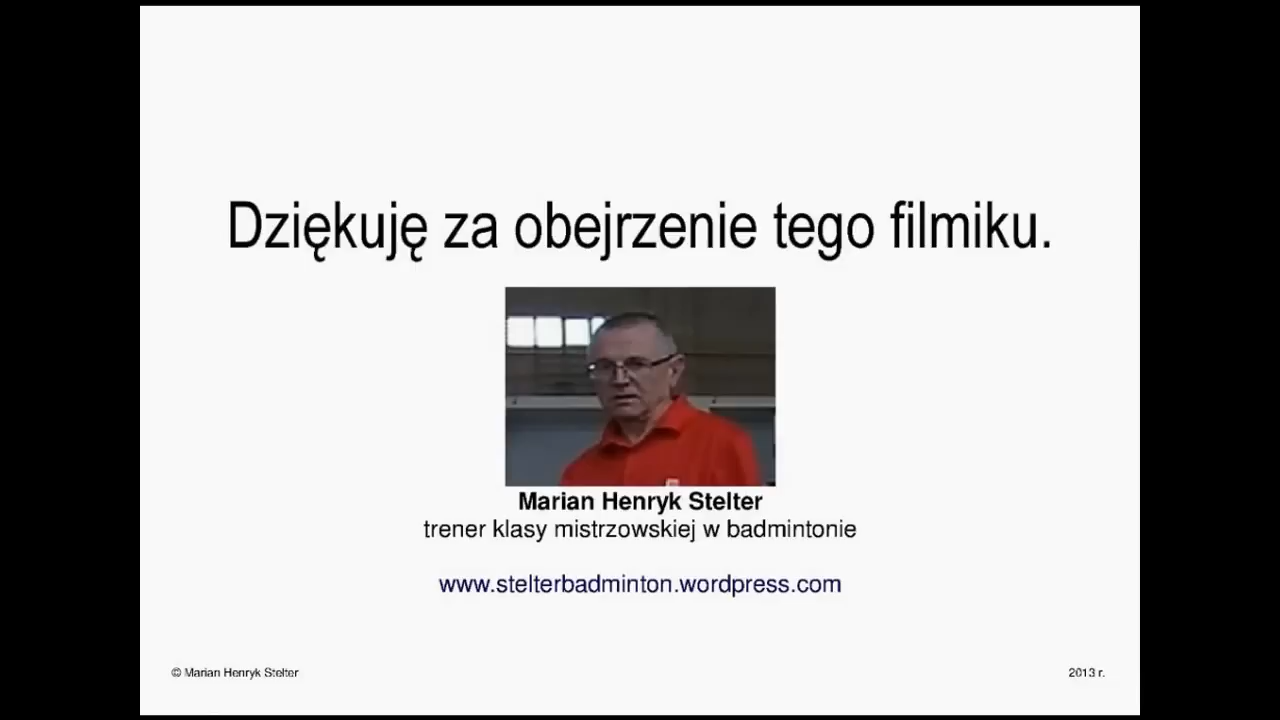 Dziękuję za obejrzenie tego filmiku.
Marian Henryk Stelter
trener klasy mistrzowskiej w badmintonie
www.stelterbadminton.wordpress.com
© Marian Henryk Stelter
2013 r.